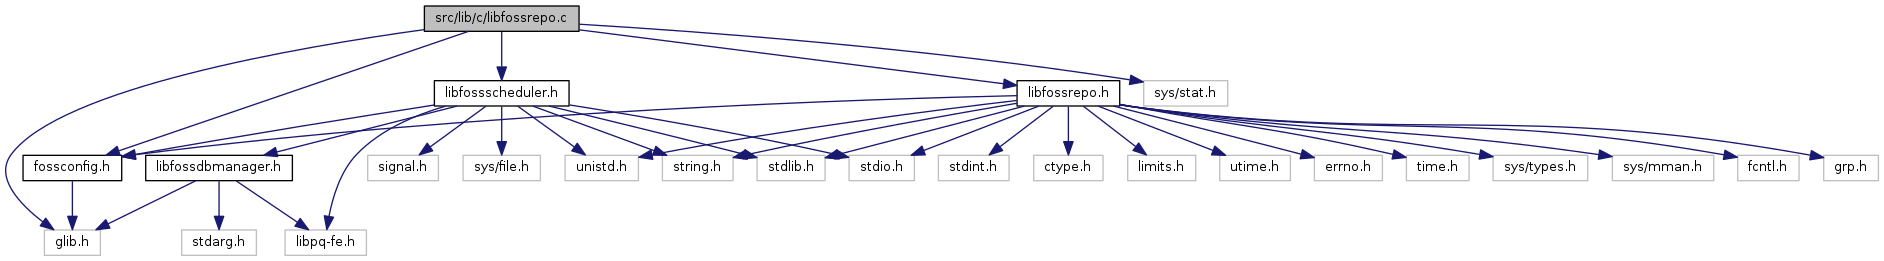 src/lib/c/libfossrepo.c
libfossscheduler.h
libfossrepo.h
sys/stat.h
fossconfig.h
libfossdbmanager.h
signal.h
sys/file.h
unistd.h
string.h
stdlib.h
stdio.h
stdint.h
ctype.h
limits.h
utime.h
errno.h
time.h
sys/types.h
sys/mman.h
fcntl.h
grp.h
glib.h
stdarg.h
libpq-fe.h